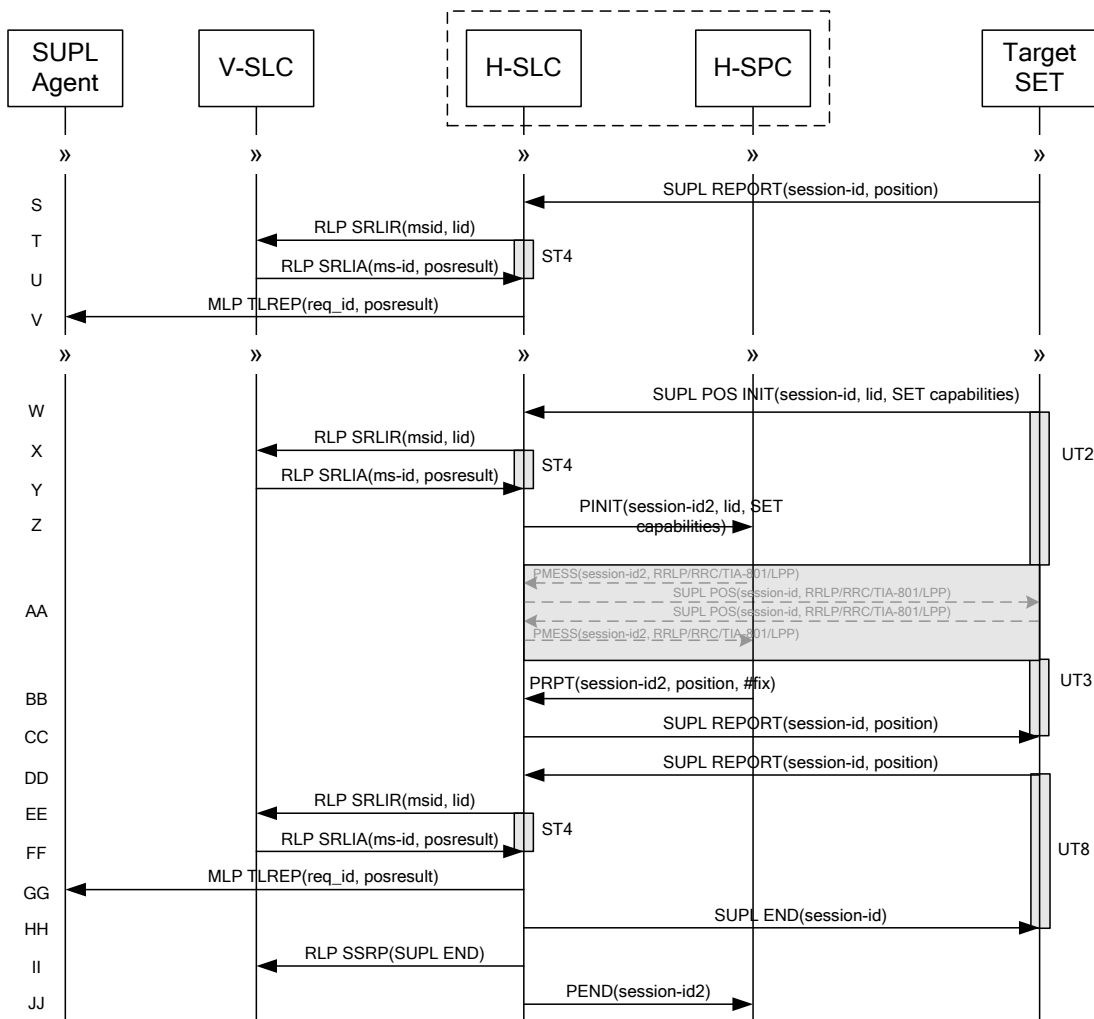 SUPL
Agent
V-SLC
H-SLC
H-SPC
Target
SET
» » » » »
S
SUPL REPORT(session-id, position)
T
RLP SRLIR(msid, lid)
ST4
U
RLP SRLIA(ms-id, posresult)
V
MLP TLREP(req_id, posresult)
» » » » »
W
SUPL POS INIT(session-id, lid, SET capabilities)
X
RLP SRLIR(msid, lid)
UT2
ST4
Y
RLP SRLIA(ms-id, posresult)
Z
PINIT(session-id2, lid, SET
capabilities)
PMESS(session-id2, RRLP/RRC/TIA-801/LPP)
SUPL POS(session-id, RRLP/RRC/TIA-801/LPP)
AA
SUPL POS(session-id, RRLP/RRC/TIA-801/LPP)
PMESS(session-id2, RRLP/RRC/TIA-801/LPP)
UT3
BB
PRPT(session-id2, position, #fix)
CC
SUPL REPORT(session-id, position)
DD
SUPL REPORT(session-id, position)
EE
RLP SRLIR(msid, lid)
ST4
FF
RLP SRLIA(ms-id, posresult)
UT8
GG
MLP TLREP(req_id, posresult)
HH
SUPL END(session-id)
II
RLP SSRP(SUPL END)
JJ
PEND(session-id2)